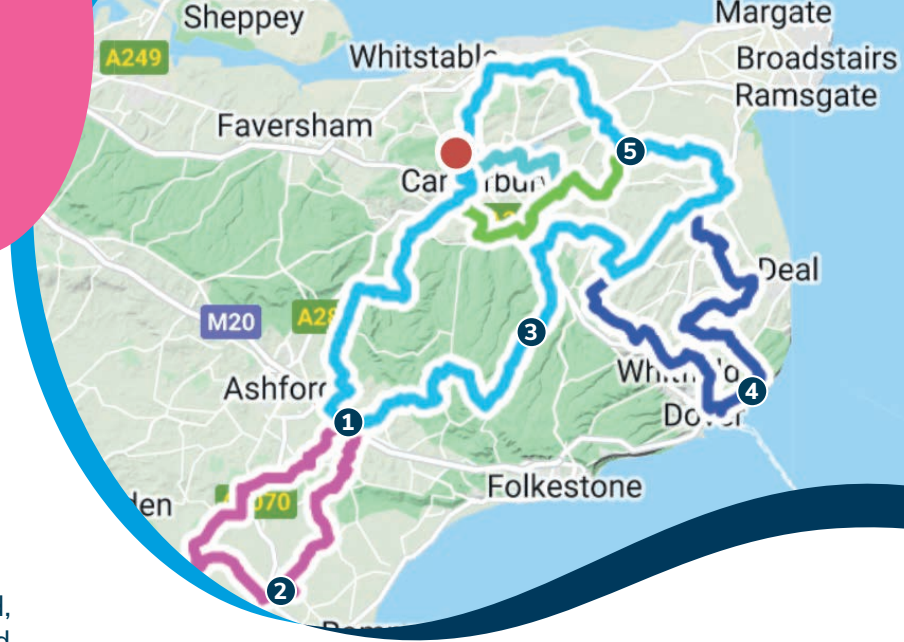 Sheppey
Margate
A249
Whitstable
Broadstairs
Ramsgate
Faversham
5
Deal
M20
3
Ashford
4
Dover
1
Folkestone
2